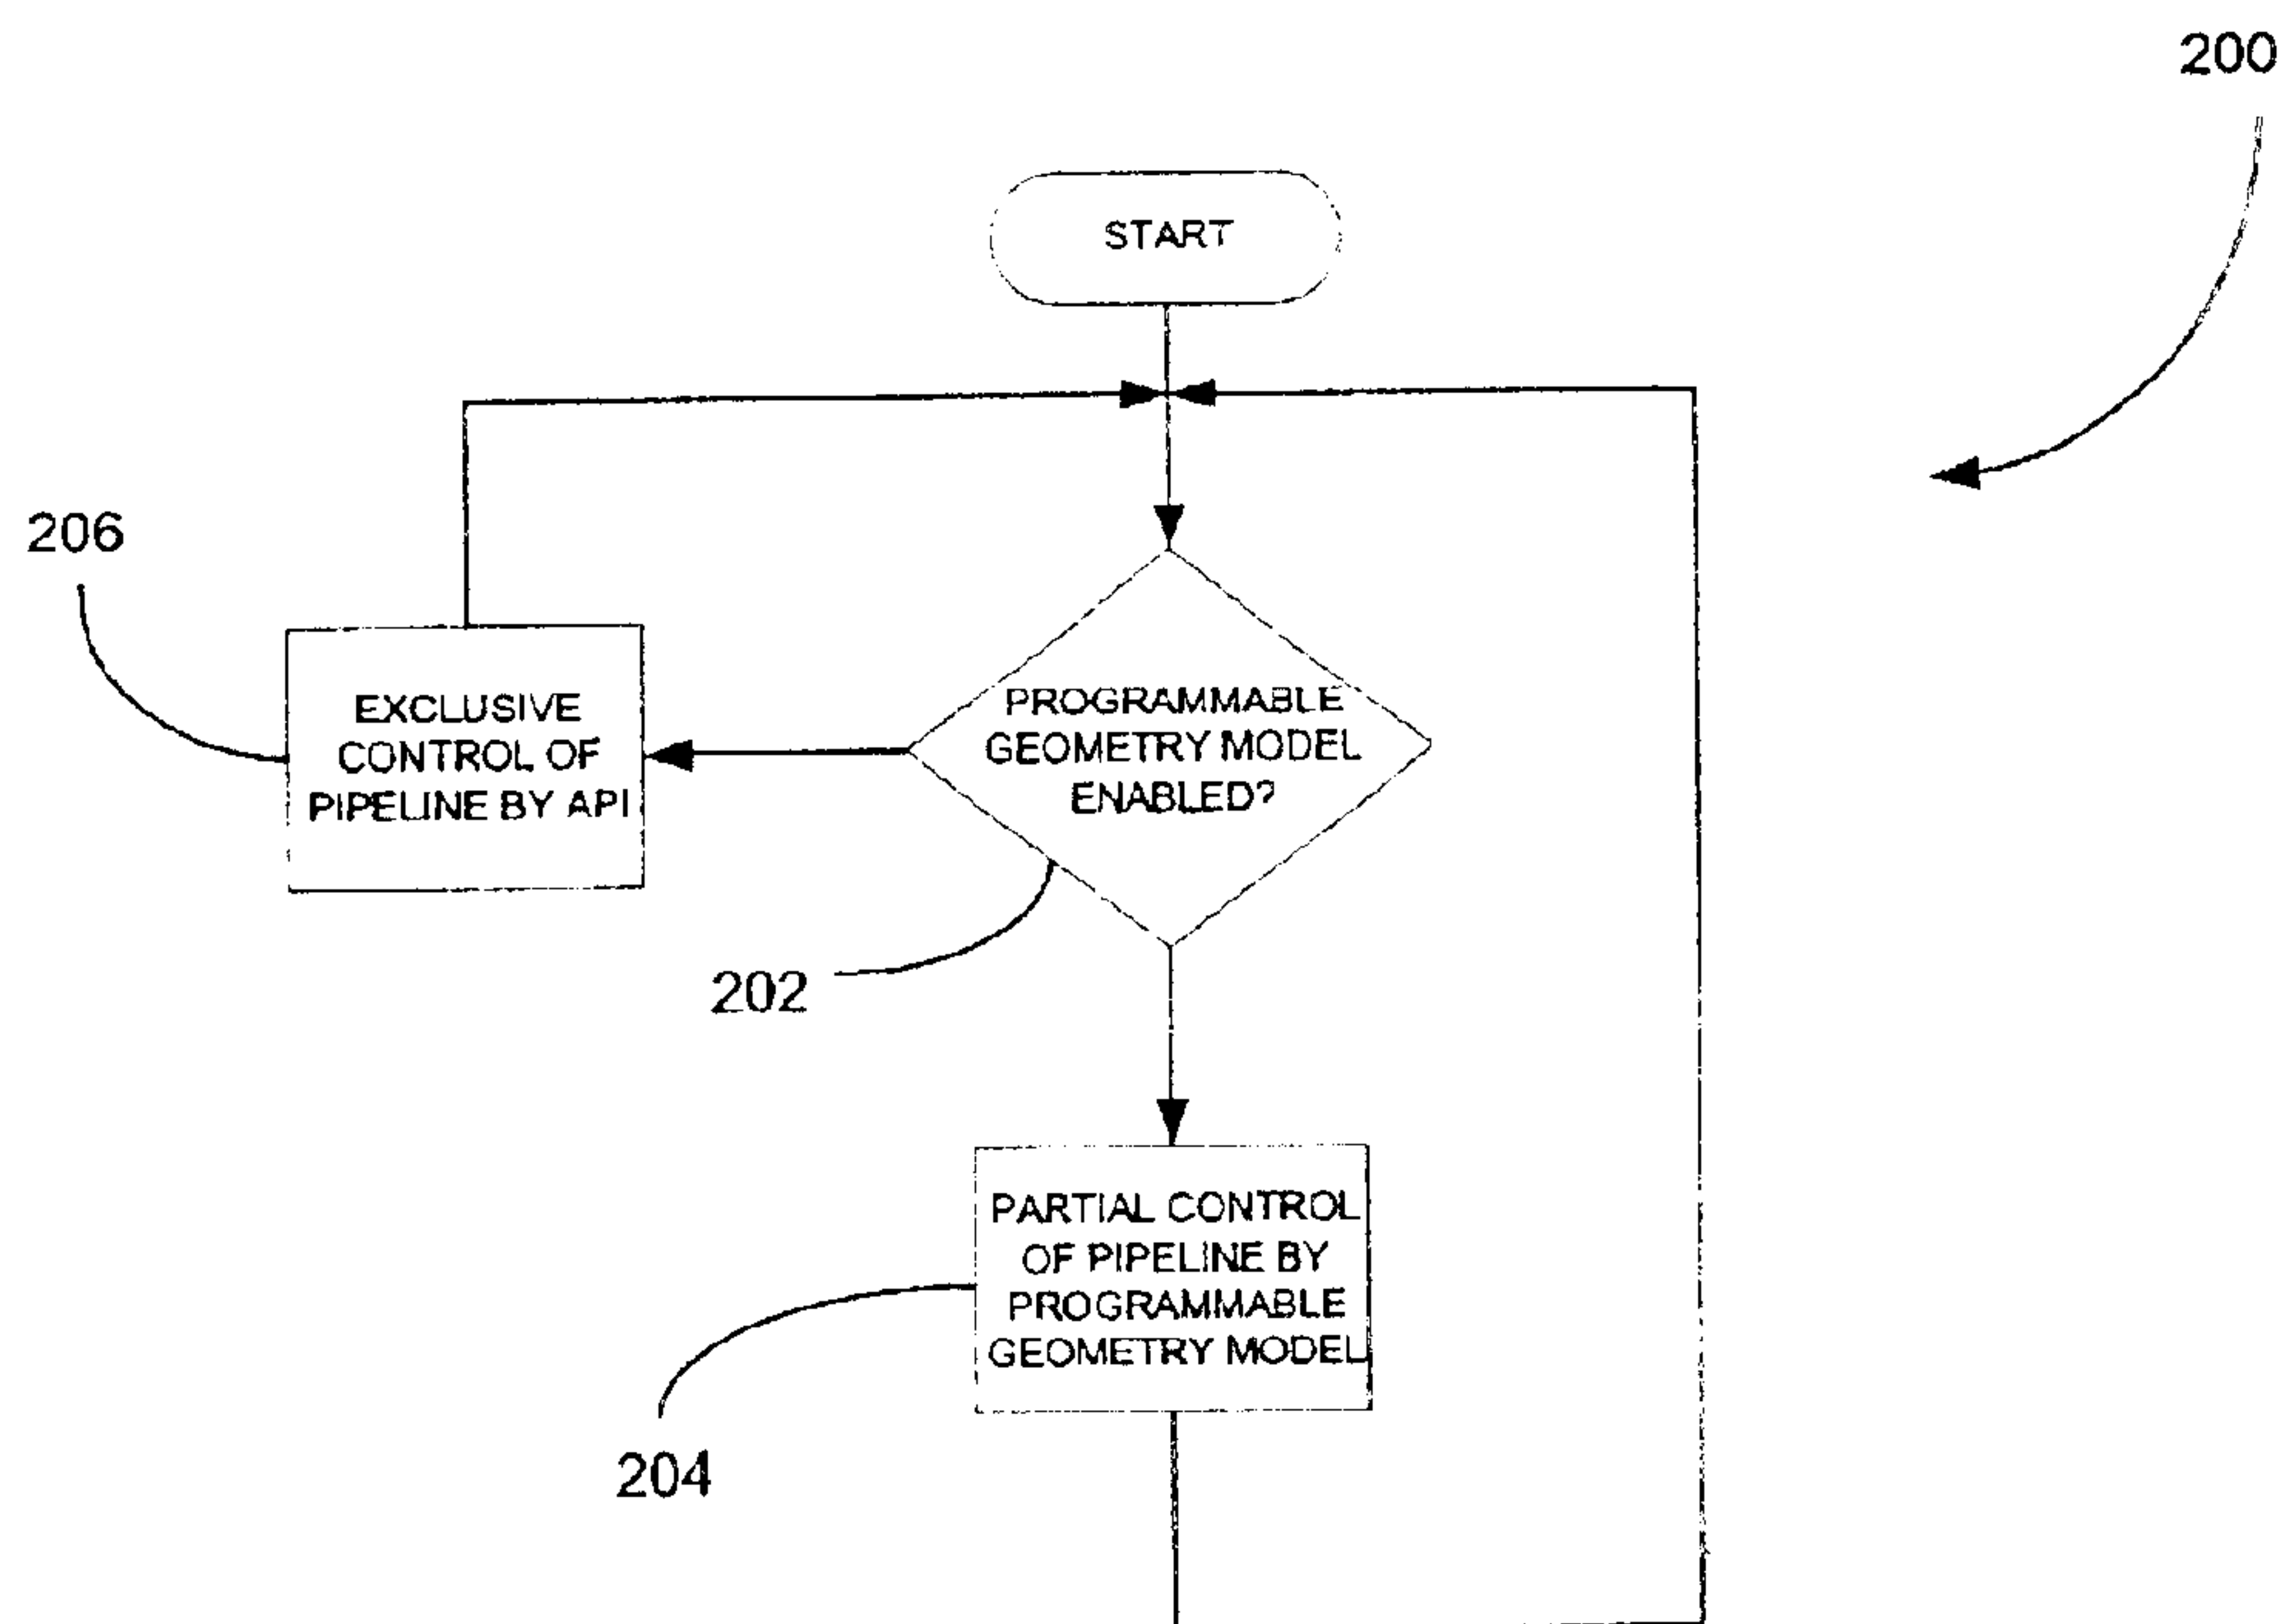 200
START
206
EXCLUSIVE
CONTROL OF
PIPELINE BY API
PROGRAMMABLE
GEOMETRY MODEL
ENABLED?
202
PARTIAL CONTROL
OF PIPELINE BY
PROGRAMMABLE
GEOMETRY MODEL
204